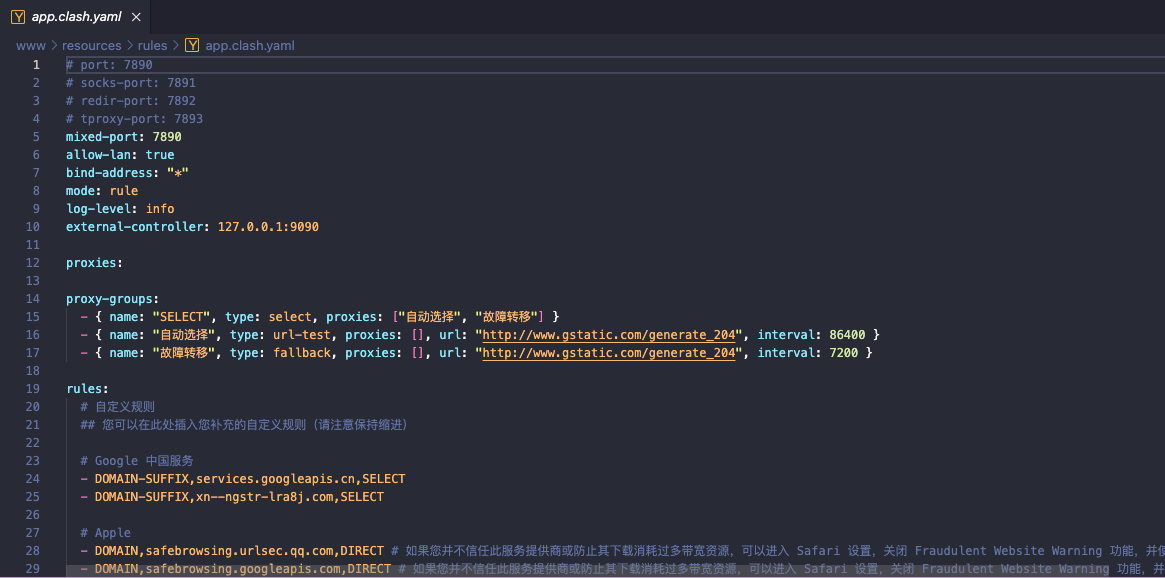 app.clash.yaml
www > resources > rules > app.clash.yaml
1 # port: 7890
2 # socks-port: 7891
3 # redir-port: 7892
4 # tproxy-port: 7893
5 mixed-port: 7890
6 allow-lan: true
7 bind-address: "*"
8 mode: rule
9 log-level: info
10 external-controller: 127.0.0.1:9090
11
12 proxies:
13
14 proxy-groups:
15 - { name: "SELECT", type: select, proxies: ["自动选择", "故障转移"] }
16 - { name: "自动选择", type: url-test, proxies: [], url: "http://www.gstatic.com/generate_204", interval: 86400 }
17 - { name: "故障转移", type: fallback, proxies: [], url: "http://www.gstatic.com/generate_204", interval: 7200 }
18
19 rules:
20 # 自定义规则
21 ## 您可以在此处插入您补充的自定义规则（请注意保持缩进）
22
23 # Google 中国服务
24 - DOMAIN-SUFFIX,services.googleapis.cn,SELECT
25 - DOMAIN-SUFFIX,xn--ngstr-lra8j.com,SELECT
26
27 # Apple
28 - DOMAIN,safebrowsing.urlsec.qq.com,DIRECT # 如果您并不信任此服务提供商或防止其下载消耗过多带宽资源，可以进入 Safari 设置，关闭 Fraudulent Website Warning 功能，并
29 - DOMAIN,safebrowsing.googleapis.com,DIRECT # 如果您并不信任此服务提供商或防止其下载消耗过多带宽资源，可以进入 Safari 设置，关闭 Fraudulent Website Warning 功能，并